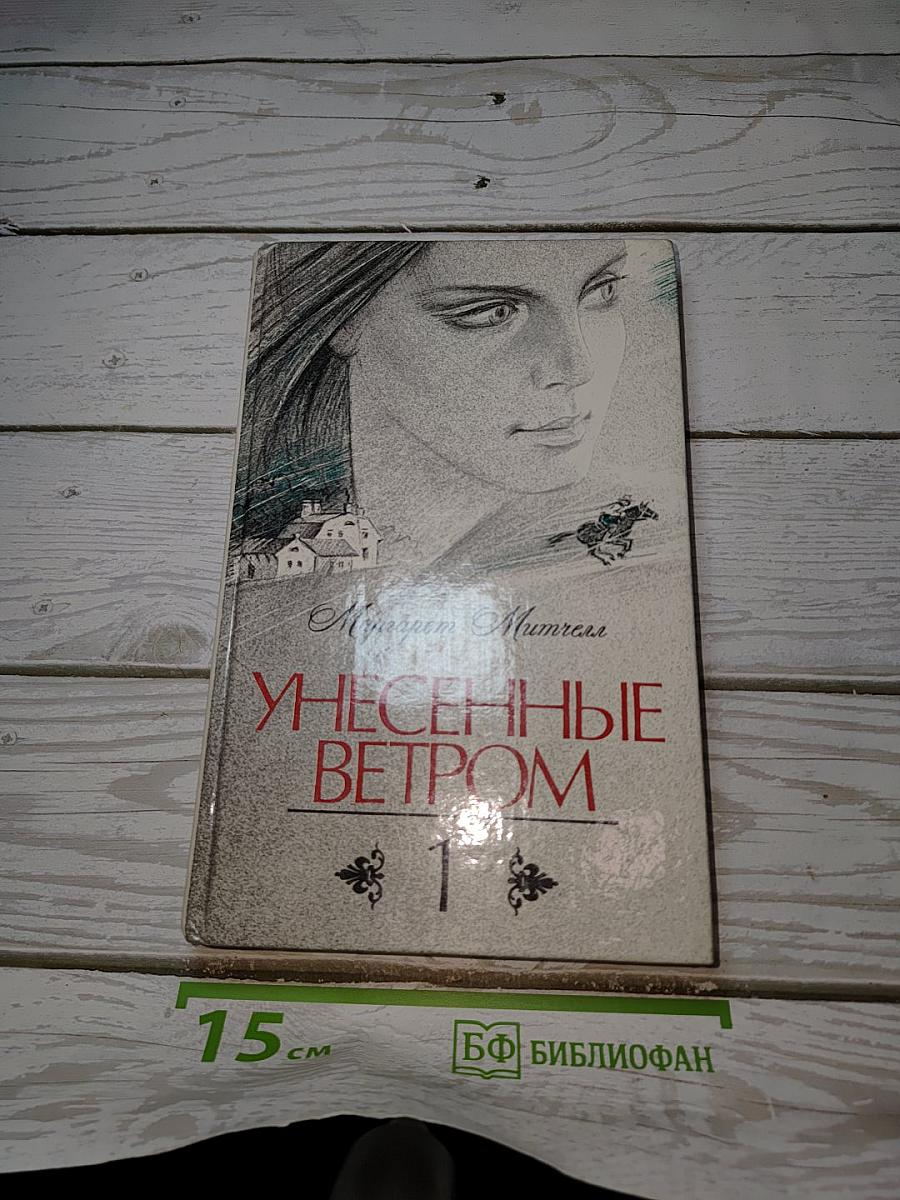 Маргарет Митчелл
УНЕСЕННЫЕ
ВЕТРОМ
1
15 см
БФ БИБЛИОФАН